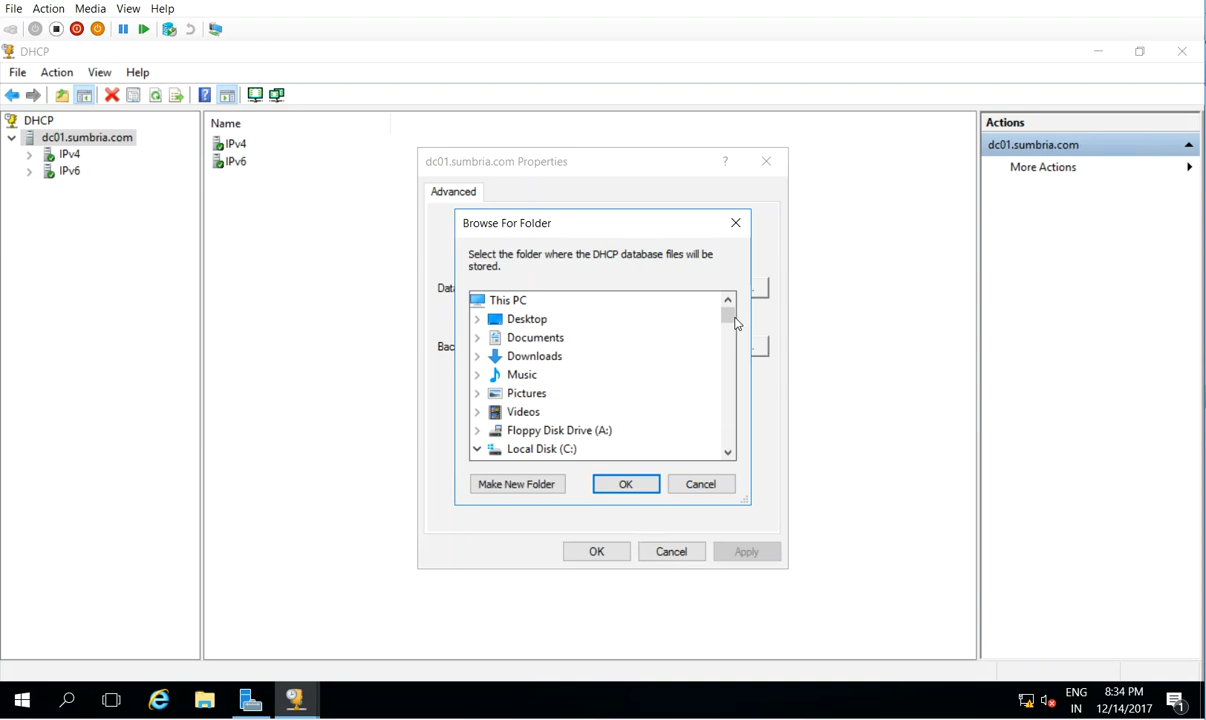 File Action Media View Help
DHCP
File Action View Help
DHCP
dc01.sumbria.com
IPv4
IPv6
Name
IPv4
IPv6
dc01.sumbria.com Properties
Advanced
Data
Bac
Browse For Folder
Select the folder where the DHCP database files will be
stored.
This PC
Desktop
Documents
Downloads
Music
Pictures
Videos
Floppy Disk Drive (A:)
Local Disk (C:)
Make New Folder OK Cancel
OK Cancel Apply
Actions
dc01.sumbria.com
More Actions
ENG
IN
8:34 PM
12/14/2017
1